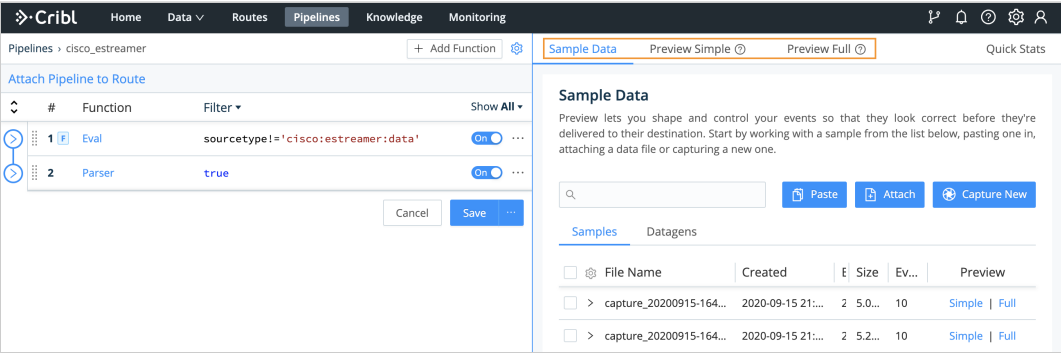 Cribl Home Data Routes Pipelines Knowledge Monitoring
Pipelines › cisco_estreamer + Add Function
Attach Pipeline to Route
# Function Filter Show All
1 F Eval sourcetype!='cisco:estreamer:data' On ...
2 Parser true On ...
Cancel Save ...
Sample Data Preview Simple Preview Full Quick Stats
Sample Data
Preview lets you shape and control your events so that they look correct before they're
delivered to their destination. Start by working with a sample from the list below, pasting one in,
attaching a data file or capturing a new one.
Paste Attach Capture New
Samples Datagens
File Name Created E Size Ev... Preview
capture_20200915-164... 2020-09-15 21:... 2 5.0... 10 Simple | Full
capture_20200915-164... 2020-09-15 21:... 2 5.2... 10 Simple | Full